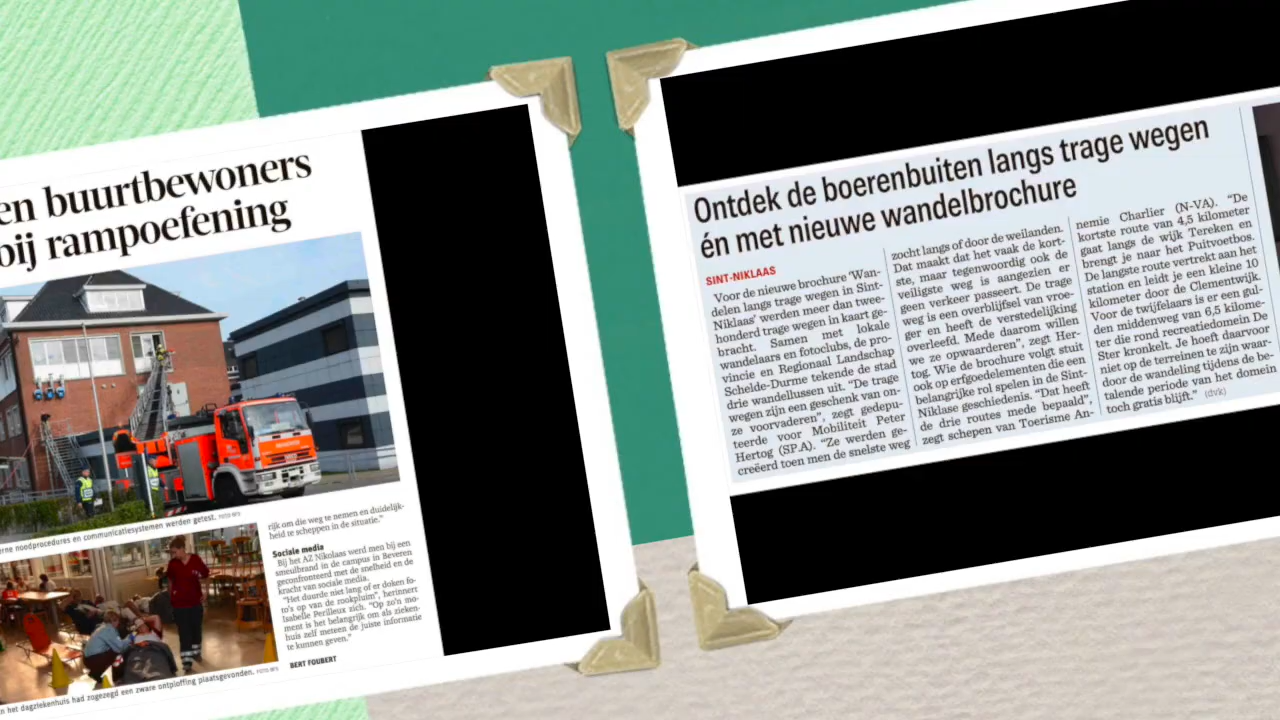 en buurtbewoners
bij rampoefening
erne noodprocedures en communicatiesystemen werden getest.
rijk om die weg te nemen en duidelijk-
heid te scheppen in de situatie.”
Sociale media
Bij het AZ Nikolaas werd men bij een
smeulbrand in de campus in Beveren
geconfronteerd met de snelheid en de
kracht van sociale media.
“Het duurde niet lang of er doken fo-
to's op van de rookpluim”, herinnert
Isabelle Perilleux zich. “Op zo'n mo-
ment is het belangrijk om als zieken-
huis zelf meteen de juiste informatie
te kunnen geven.”
BERT FOUBERT
n het dagziekenhuis had zogezegd een zware ontploffing plaatsgevonden.
Ontdek de boerenbuiten langs trage wegen
én met nieuwe wandelbrochure
SINT-NIKLAAS
Voor de nieuwe brochure ‘Wan-
delen langs trage wegen in Sint-
Niklaas’ werden meer dan twee-
honderd trage wegen in kaart ge-
bracht. Samen met lokale
wandelaars en fotoclubs, de pro-
vincie en Regionaal Landschap
Schelde-Durme tekende de stad
drie wandellussen uit. “De trage
wegen zijn een geschenk van on-
ze voorvaderen”, zegt gedepu-
teerde voor Mobiliteit Peter
Hertog (SP.A). “Ze werden ge-
creëerd toen men de snelste weg
zocht langs of door de weilanden.
Dat maakt dat het vaak de kort-
ste, maar tegenwoordig ook de
veiligste weg is aangezien er
geen verkeer passeert. De trage
weg is een overblijfsel van vroe-
ger en heeft de verstedelijking
overleefd. Mede daarom willen
we ze opwaarderen”, zegt Her-
tog. Wie de brochure volgt stuit
ook op erfgoedelementen die een
belangrijke rol spelen in de Sint-
Niklase geschiedenis. “Dat heeft
de drie routes mede bepaald”,
zegt schepen van Toerisme An-
nemie Charlier (N-VA). “De
kortste route van 4,5 kilometer
gaat langs de wijk Tereken en
brengt je naar het Puitvoetbos.
De langste route vertrekt aan het
station en leidt je een kleine 10
kilometer door de Clementwijk.
Voor de twijfelaars is er een gul-
den middenweg van 6,5 kilome-
ter die rond recreatiedomein De
Ster kronkelt. Je hoeft daarvoor
niet op de terreinen te zijn waar-
door de wandeling tijdens de be-
talende periode van het domein
toch gratis blijft.” (dvk)